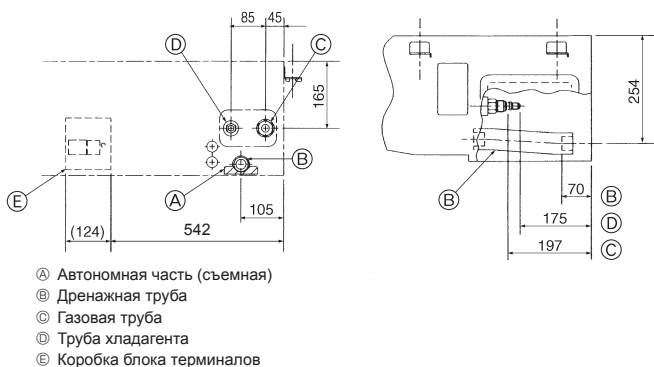 85 45
D C
165
254
B
A
E
105
(124) 542
B
70 B
175 D
197 C
Ⓐ Автономная часть (съемная)
Ⓑ Дренажная труба
Ⓒ Газовая труба
Ⓓ Труба хладагента
Ⓔ Коробка блока терминалов